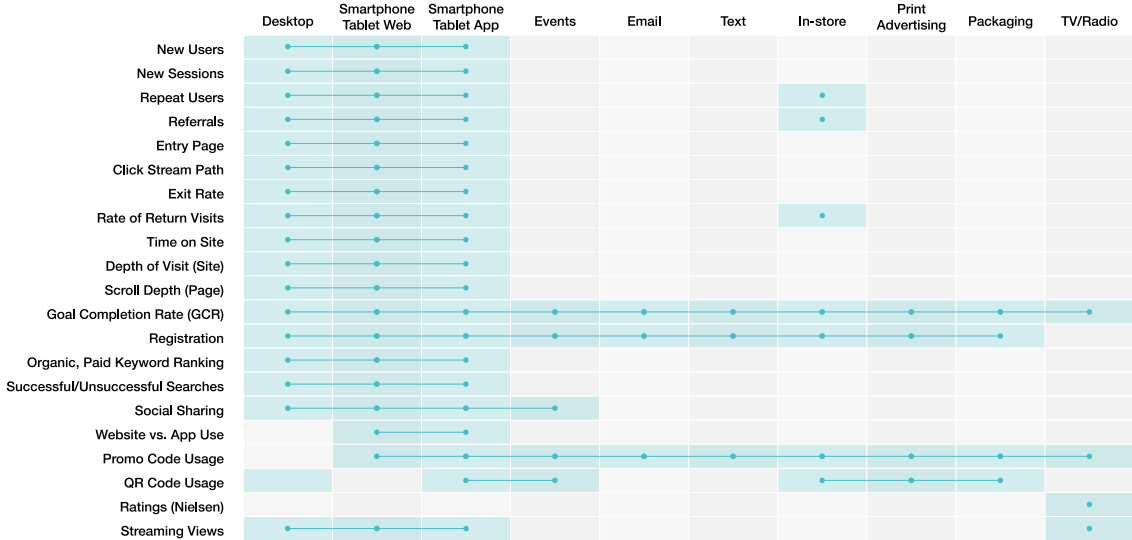 Desktop
Smartphone
Tablet Web
Smartphone
Tablet App
Events
Email
Text
In-store
Print
Advertising
Packaging
TV/Radio
New Users
New Sessions
Repeat Users
Referrals
Entry Page
Click Stream Path
Exit Rate
Rate of Return Visits
Time on Site
Depth of Visit (Site)
Scroll Depth (Page)
Goal Completion Rate (GCR)
Registration
Organic, Paid Keyword Ranking
Successful/Unsuccessful Searches
Social Sharing
Website vs. App Use
Promo Code Usage
QR Code Usage
Ratings (Nielsen)
Streaming Views